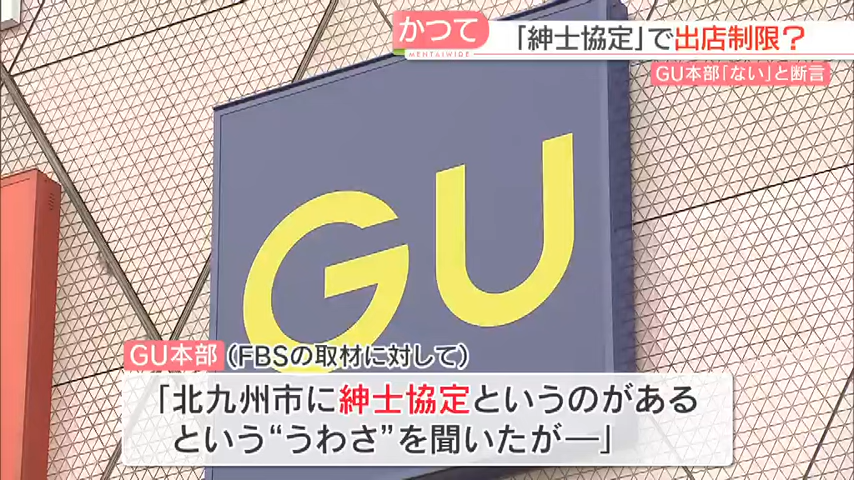 かつて
MENTAIWIDE
「紳士協定」で出店制限？
GU本部「ない」と断言
GU
GU本部 (FBSの取材に対して)
「北九州市に紳士協定というのがある
という“うわさ”を聞いたが―」